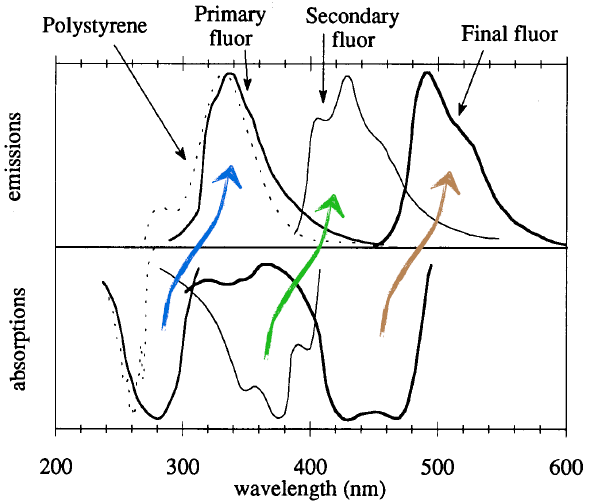 Polystyrene
Primary
fluor
Secondary
fluor
Final fluor
emissions
absorptions
200 300 400 500 600
wavelength (nm)